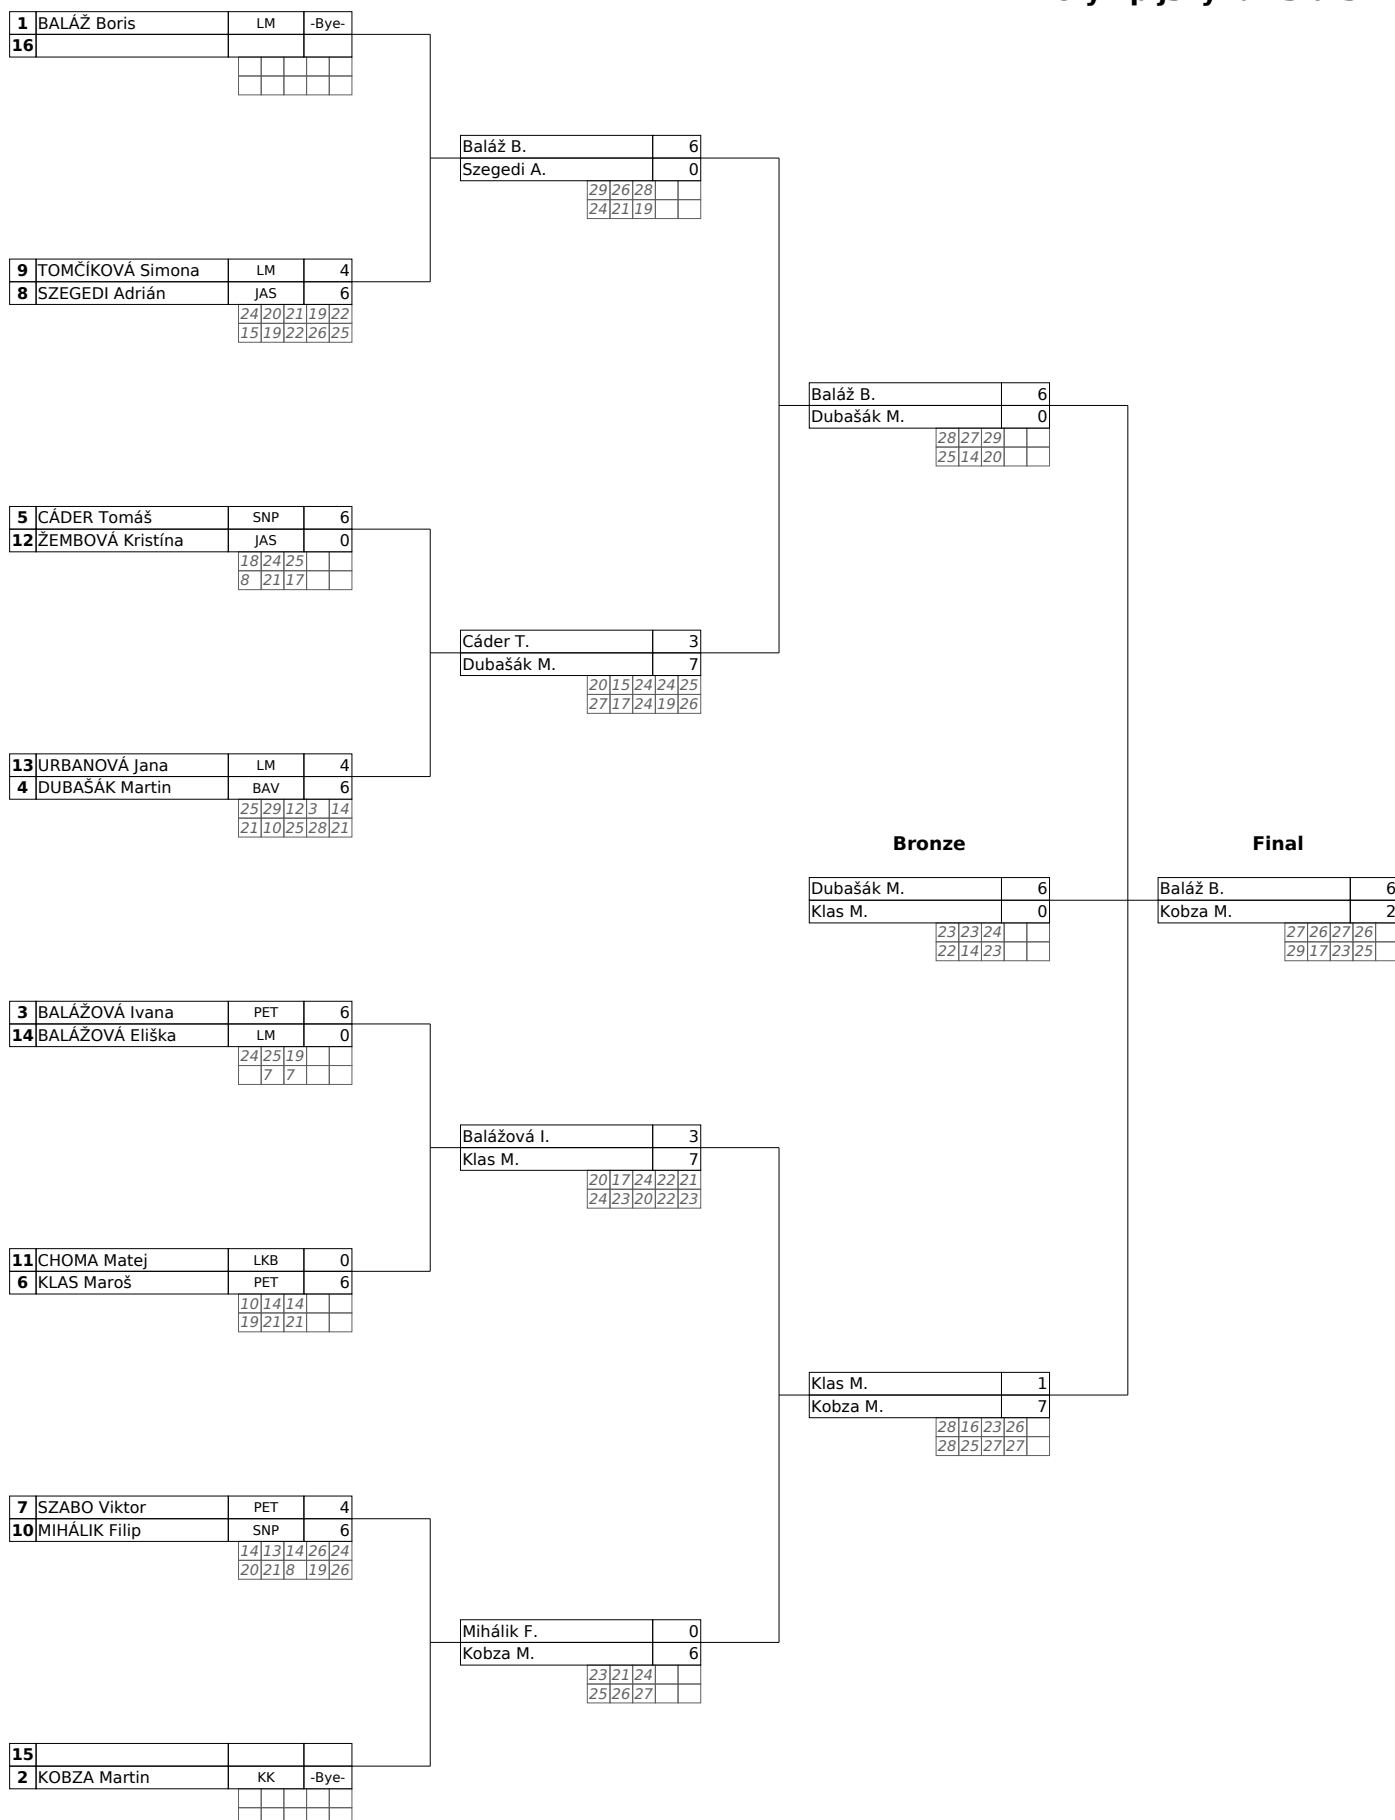 1 BALÁŽ Boris LM -Bye-
16
Baláž B. 6
Szegedi A. 0
29 26 28
24 21 19
9 TOMČÍKOVÁ Simona LM 4
8 SZEGEDI Adrián JAS 6
24 20 21 19 22
15 19 22 26 25
Baláž B. 6
Dubašák M. 0
28 27 29
25 14 20
5 CÁDER Tomáš SNP 6
12 ŽEMBOVÁ Kristína JAS 0
18 24 25
8 21 17
Cáder T. 3
Dubašák M. 7
20 15 24 24 25
27 17 24 19 26
13 URBANOVÁ Jana LM 4
4 DUBAŠÁK Martin BAV 6
25 29 12 3 14
21 10 25 28 21
Bronze Final
Dubašák M. 6 Baláž B. 6
Klas M. 0 Kobza M. 2
23 23 24 27 26 27 26
22 14 23 29 17 23 25
3 BALÁŽOVÁ Ivana PET 6
14 BALÁŽOVÁ Eliška LM 0
24 25 19
7 7
Balážová I. 3
Klas M. 7
20 17 24 22 21
24 23 20 22 23
11 CHOMA Matej LKB 0
6 KLAS Maroš PET 6
10 14 14
19 21 21
Klas M. 1
Kobza M. 7
28 16 23 26
28 25 27 27
7 SZABO Viktor PET 4
10 MIHÁLIK Filip SNP 6
14 13 14 26 24
20 21 8 19 26
Mihálik F. 0
Kobza M. 6
23 21 24
25 26 27
15
2 KOBZA Martin KK -Bye-